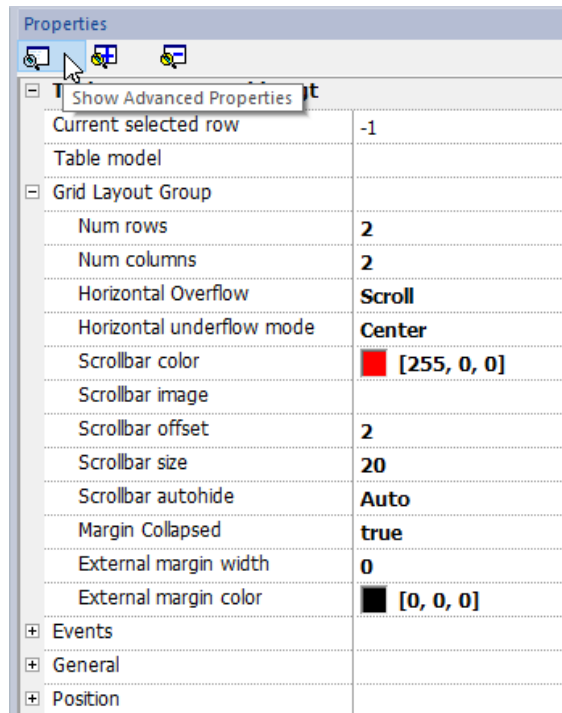 Properties
Show Advanced Properties
Current selected row -1
Table model
Grid Layout Group
Num rows 2
Num columns 2
Horizontal Overflow Scroll
Horizontal underflow mode Center
Scrollbar color [255, 0, 0]
Scrollbar image
Scrollbar offset 2
Scrollbar size 20
Scrollbar autohide Auto
Margin Collapsed true
External margin width 0
External margin color [0, 0, 0]
Events
General
Position